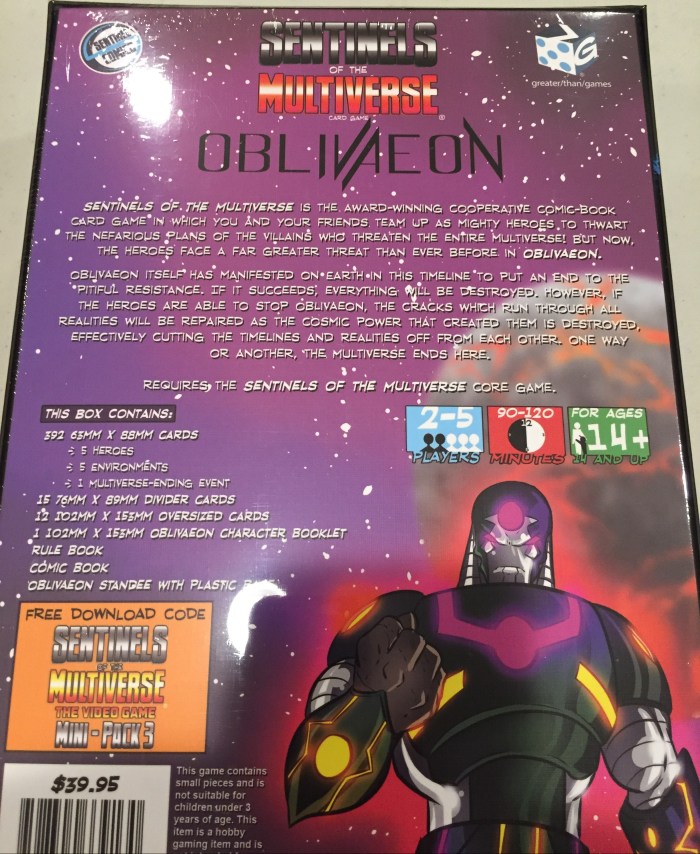 SENTINELS
COMICS
SENTINELS
OF THE
MULTIVERSE
CARD GAME
®
OBLIVAEON
GTG
greater/than/games
SENTINELS OF THE MULTIVERSE IS THE AWARD-WINNING COOPERATIVE COMIC-BOOK
CARD GAME IN WHICH YOU AND YOUR FRIENDS TEAM UP AS MIGHTY HEROES TO THWART
THE NEFARIOUS PLANS OF THE VILLAINS WHO THREATEN THE ENTIRE MULTIVERSE! BUT NOW,
THE HEROES FACE A FAR GREATER THREAT THAN EVER BEFORE IN OBLIVAEON.
OBLIVAEON ITSELF HAS MANIFESTED ON EARTH IN THIS TIMELINE TO PUT AN END TO THE
PITIFUL RESISTANCE. IF IT SUCCEEDS, EVERYTHING WILL BE DESTROYED. HOWEVER, IF
THE HEROES ARE ABLE TO STOP OBLIVAEON, THE CRACKS WHICH RUN THROUGH ALL
REALITIES WILL BE REPAIRED AS THE COSMIC POWER THAT CREATED THEM IS DESTROYED,
EFFECTIVELY CUTTING THE TIMELINES AND REALITIES OFF FROM EACH OTHER. ONE WAY
OR ANOTHER, THE MULTIVERSE ENDS HERE.
REQUIRES THE SENTINELS OF THE MULTIVERSE CORE GAME.
THIS BOX CONTAINS:
392 63MM X 88MM CARDS
5 HEROES
5 ENVIRONMENTS
1 MULTIVERSE-ENDING EVENT
15 76MM X 89MM DIVIDER CARDS
12 102MM X 153MM OVERSIZED CARDS
1 102MM X 153MM OBLIVAEON CHARACTER BOOKLET
RULE BOOK
COMIC BOOK
OBLIVAEON STANDEE WITH PLASTIC
2-5
PLAYERS
90-120
12
MINUTES
FOR AGES
14+
14 AND UP
FREE DOWNLOAD CODE
SENTINELS
OF THE
MULTIVERSE
THE VIDEO GAME
MINI-PACK 3
$39.95
This game contains
small pieces and is
not suitable for
children under 3
years of age. This
item is a hobby
gaming item and is